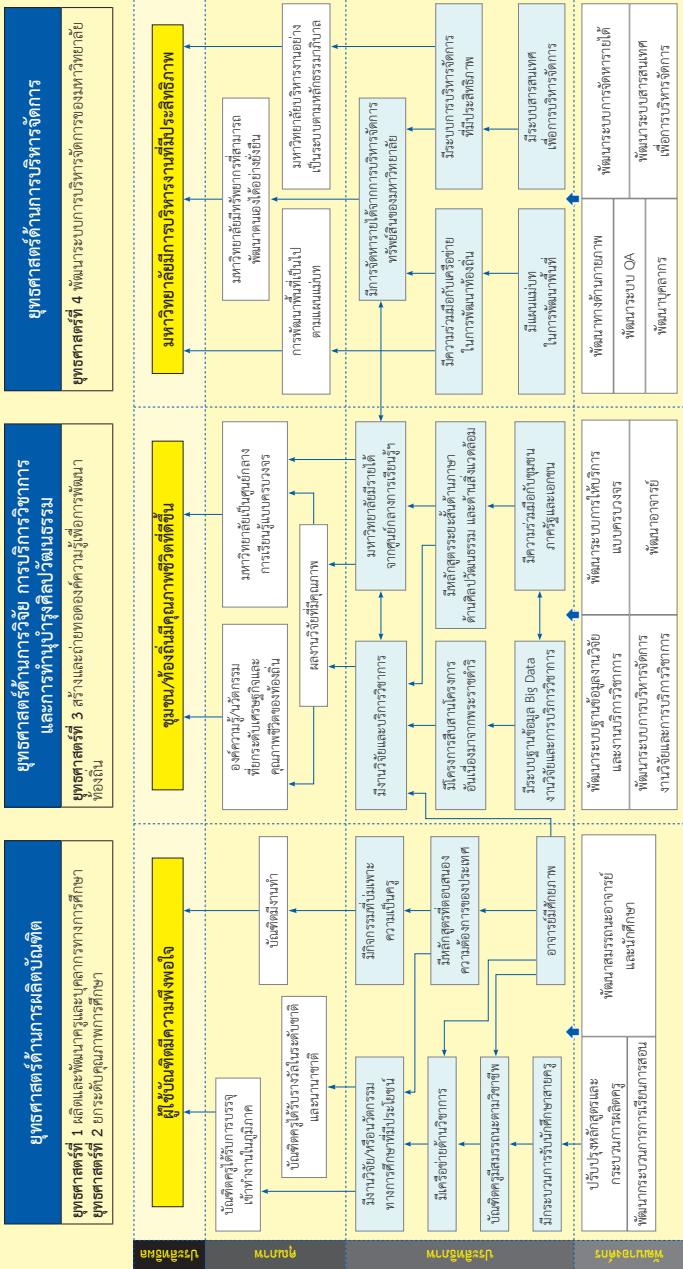 ยุทธศาสตร์ด้านการผลิตบัณฑิต
ยุทธศาสตร์ที่ 1 ผลิตและพัฒนาครูและบุคลากรทางการศึกษา
ยุทธศาสตร์ที่ 2 ยกระดับคุณภาพการศึกษา
ยุทธศาสตร์ด้านการวิจัย การบริการวิชาการ
และการทำนุบำรุงศิลปวัฒนธรรม
ยุทธศาสตร์ที่ 3 สร้างและถ่ายทอดองค์ความรู้เพื่อการพัฒนา
ท้องถิ่น
ยุทธศาสตร์ด้านการบริหารจัดการ
ยุทธศาสตร์ที่ 4 พัฒนาระบบการบริหารจัดการของมหาวิทยาลัย
ประสิทธิผล
ผู้ใช้บัณฑิตมีความพึงพอใจ
ชุมชน/ท้องถิ่นมีคุณภาพชีวิตที่ดีขึ้น
มหาวิทยาลัยมีการบริหารงานที่มีประสิทธิภาพ
คุณภาพ
บัณฑิตครูได้รับการบรรจุ
เข้าทำงานในภูมิภาค
บัณฑิตครูได้รับรางวัลในระดับชาติ
และนานาชาติ
บัณฑิตมีงานทำ
องค์ความรู้/นวัตกรรม
ที่ยกระดับเศรษฐกิจและ
คุณภาพชีวิตของท้องถิ่น
ผลงานวิจัยที่มีคุณภาพ
มหาวิทยาลัยเป็นศูนย์กลาง
การเรียนรู้แบบครบวงจร
การพัฒนาพื้นที่เป็นไป
ตามแผนแม่บท
มหาวิทยาลัยมีทรัพยากรที่สามารถ
พัฒนาตนเองได้อย่างยั่งยืน
มหาวิทยาลัยบริหารงานอย่าง
เป็นระบบตามหลักธรรมาภิบาล
ประสิทธิภาพ
มีงานวิจัย/หรือนวัตกรรม
ทางการศึกษาที่มีประโยชน์
มีกิจกรรมที่บ่มเพาะ
ความเป็นครู
มีเครือข่ายด้านวิชาการ
มีหลักสูตรที่ตอบสนอง
ความต้องการของประเทศ
บัณฑิตครูมีสมรรถนะตามวิชาชีพ
มีกระบวนการรับนักศึกษาสายครู
อาจารย์มีศักยภาพ
มีงานวิจัยและบริการวิชาการ
มหาวิทยาลัยมีรายได้
จากศูนย์กลางการเรียนรู้ฯ
มีโครงการสืบสานโครงการ
อันเนื่องมาจากพระราชดำริ
มีหลักสูตรระยะสั้นด้านภาษา
ด้านศิลปวัฒนธรรม และด้านสิ่งแวดล้อม
มีระบบฐานข้อมูล Big Data
งานวิจัยและการบริการวิชาการ
มีความร่วมมือกับชุมชน
ภาครัฐและเอกชน
มีการจัดหารายได้จากการบริหารจัดการ
ทรัพย์สินของมหาวิทยาลัย
มีความร่วมมือกับเครือข่าย
ในการพัฒนาท้องถิ่น
มีระบบการบริหารจัดการ
ที่มีประสิทธิภาพ
มีแผนแม่บท
ในการพัฒนาพื้นที่
มีระบบสารสนเทศ
เพื่อการบริหารจัดการ
พัฒนาองค์กร
ปรับปรุงหลักสูตรและ
กระบวนการผลิตครู
พัฒนากระบวนการการเรียนการสอน
พัฒนาสมรรถนะอาจารย์
และนักศึกษา
พัฒนาระบบฐานข้อมูลงานวิจัย
และงานบริการวิชาการ
พัฒนาระบบการบริหารจัดการ
งานวิจัยและการบริการวิชาการ
พัฒนาระบบการให้บริการ
แบบครบวงจร
พัฒนาอาจารย์
พัฒนาทางด้านกายภาพ
พัฒนาระบบ QA
พัฒนาบุคลากร
พัฒนาระบบการจัดหารายได้
พัฒนาระบบสารสนเทศ
เพื่อการบริหารจัดการ